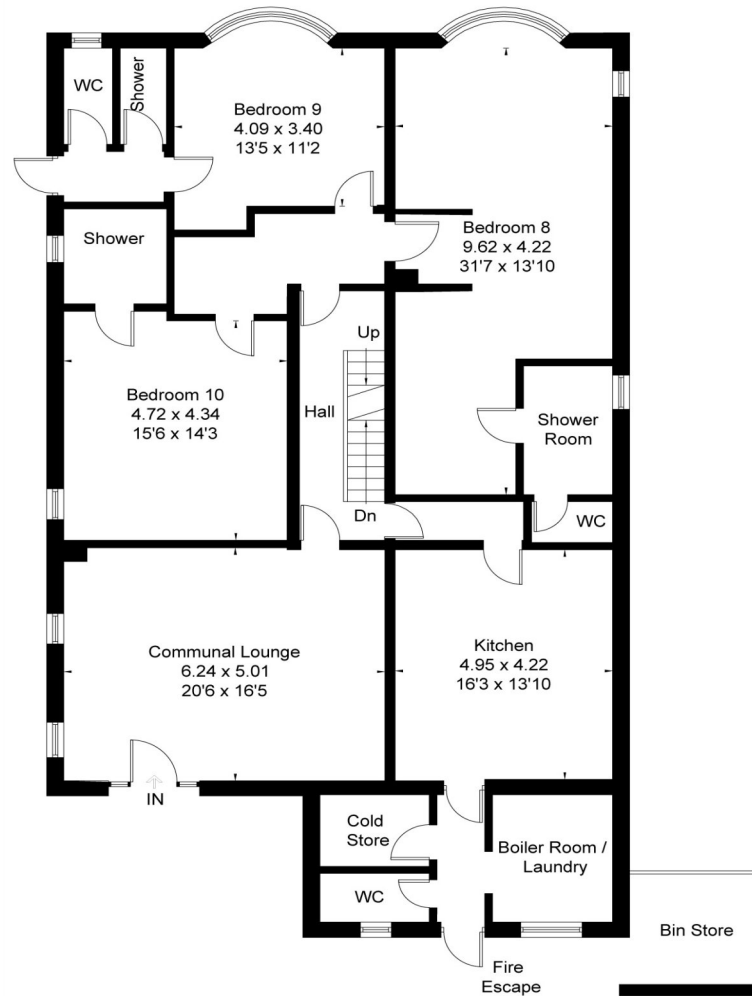 WC
Shower
Bedroom 9
4.09 x 3.40
13'5 x 11'2
Shower
Bedroom 8
9.62 x 4.22
31'7 x 13'10
Up
Bedroom 10
4.72 x 4.34
15'6 x 14'3
Hall
Shower
Room
Dn
WC
Communal Lounge
6.24 x 5.01
20'6 x 16'5
Kitchen
4.95 x 4.22
16'3 x 13'10
IN
Cold
Store
Boiler Room /
Laundry
WC
Bin Store
Fire
Escape